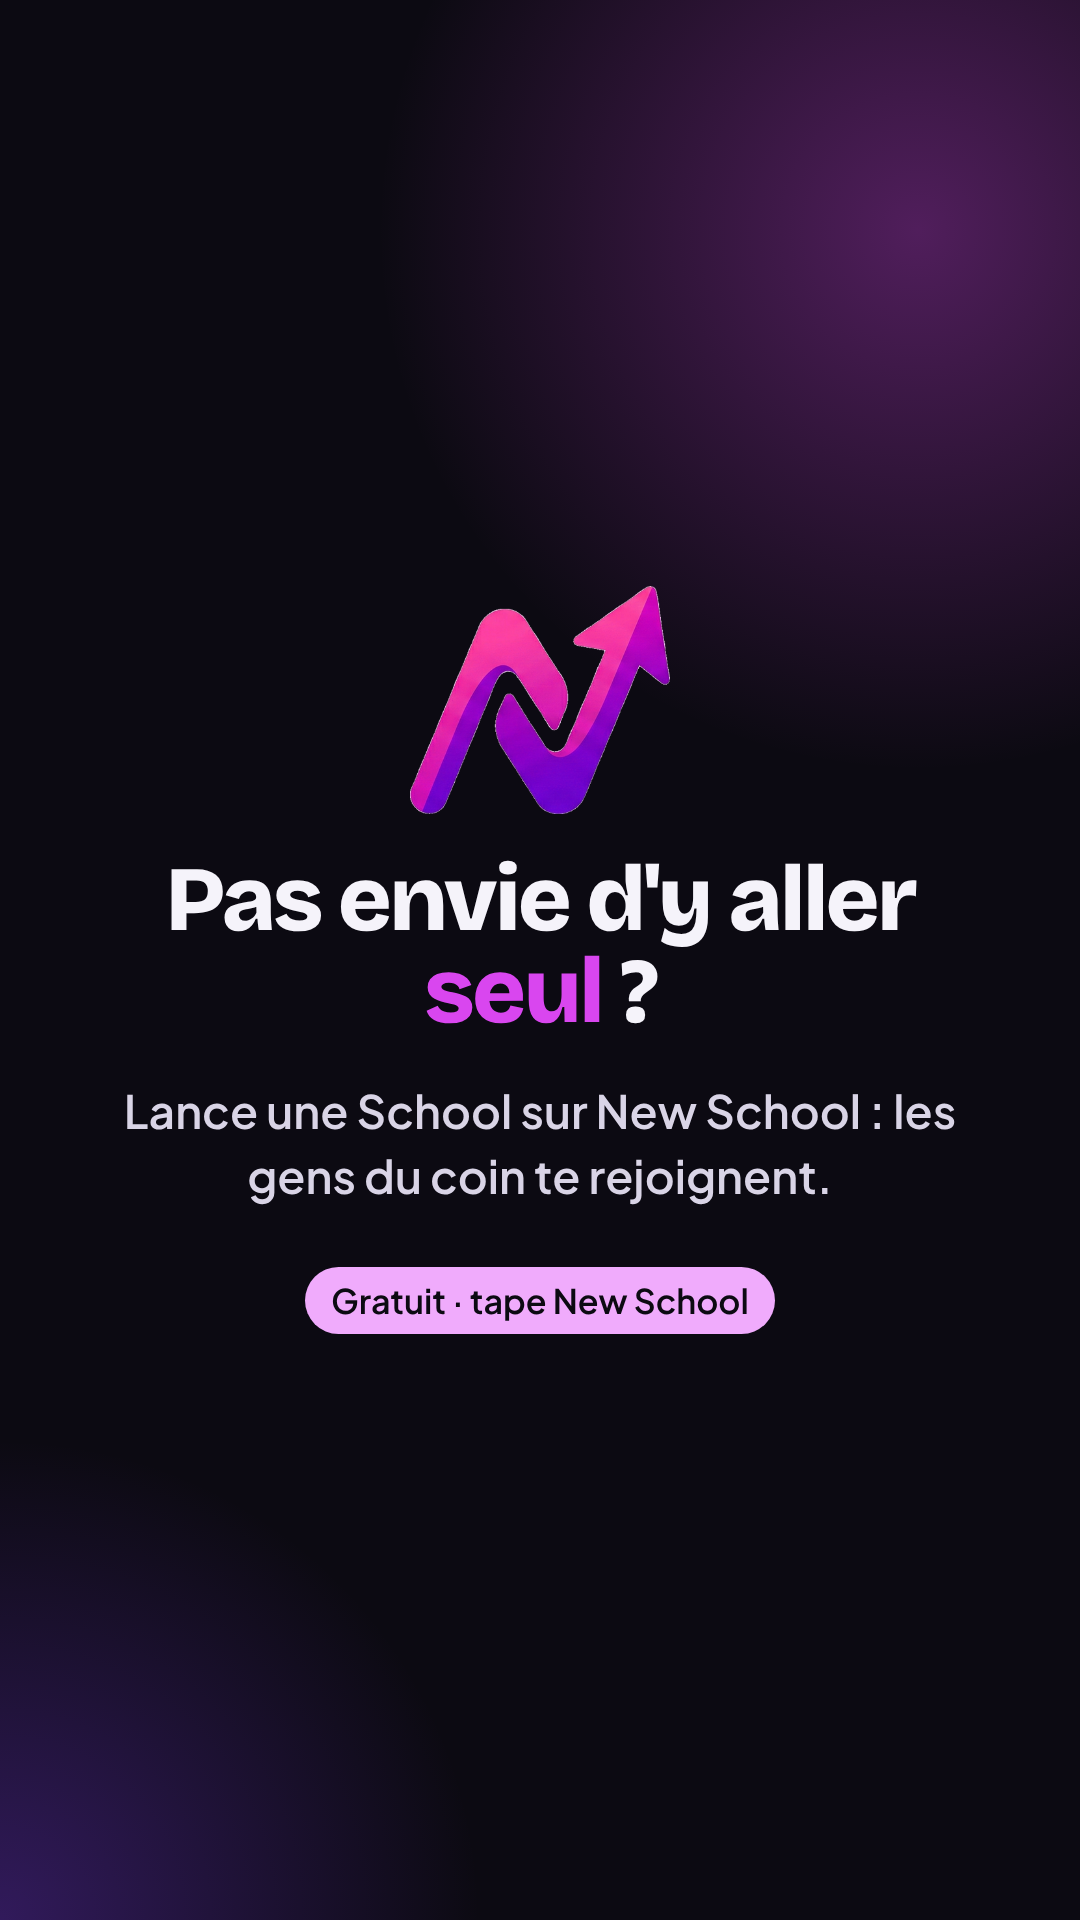 Pas envie d'y aller
seul ?
Lance une School sur New School : les
gens du coin te rejoignent.
Gratuit · tape New School